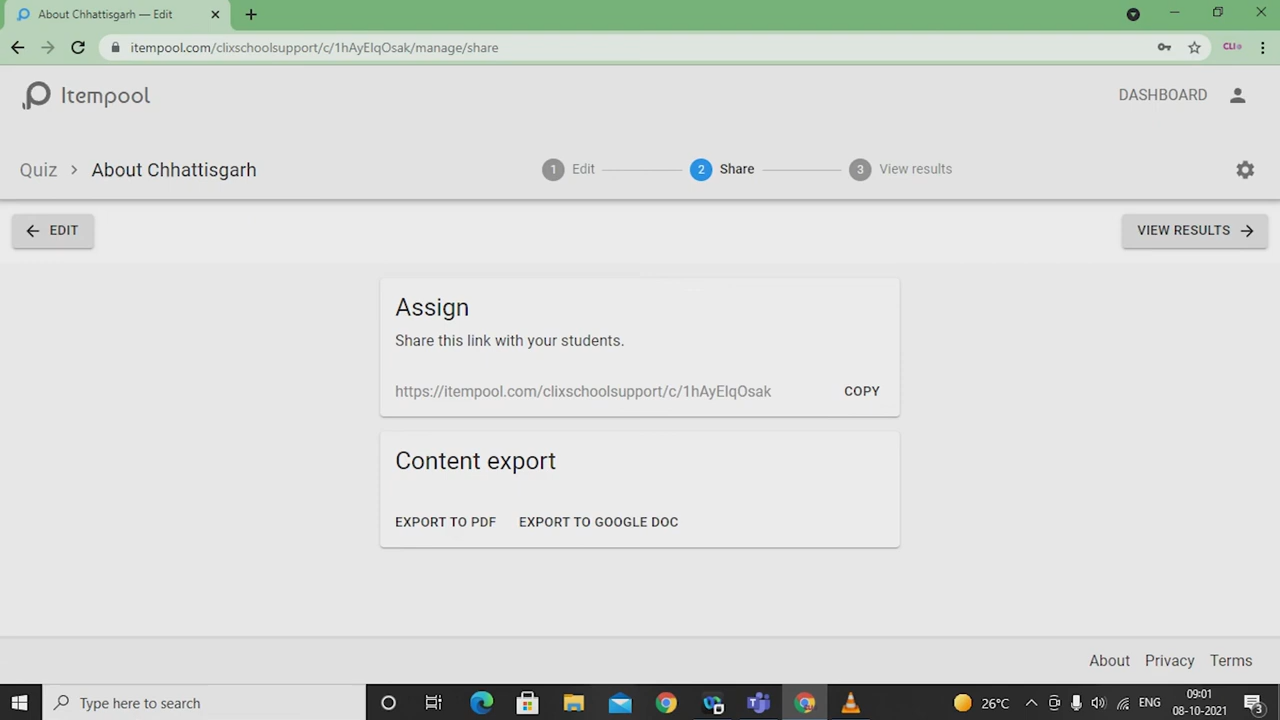 About Chhattisgarh — Edit
itempool.com/clixschoolsupport/c/1hAyElqOsak/manage/share
CLI
Itempool
DASHBOARD
Quiz > About Chhattisgarh
1 Edit
2 Share
3 View results
← EDIT
VIEW RESULTS →
Assign
Share this link with your students.
https://itempool.com/clixschoolsupport/c/1hAyElqOsak
COPY
Content export
EXPORT TO PDF
EXPORT TO GOOGLE DOC
About Privacy Terms
Type here to search
26°C
ENG
09:01
08-10-2021
3